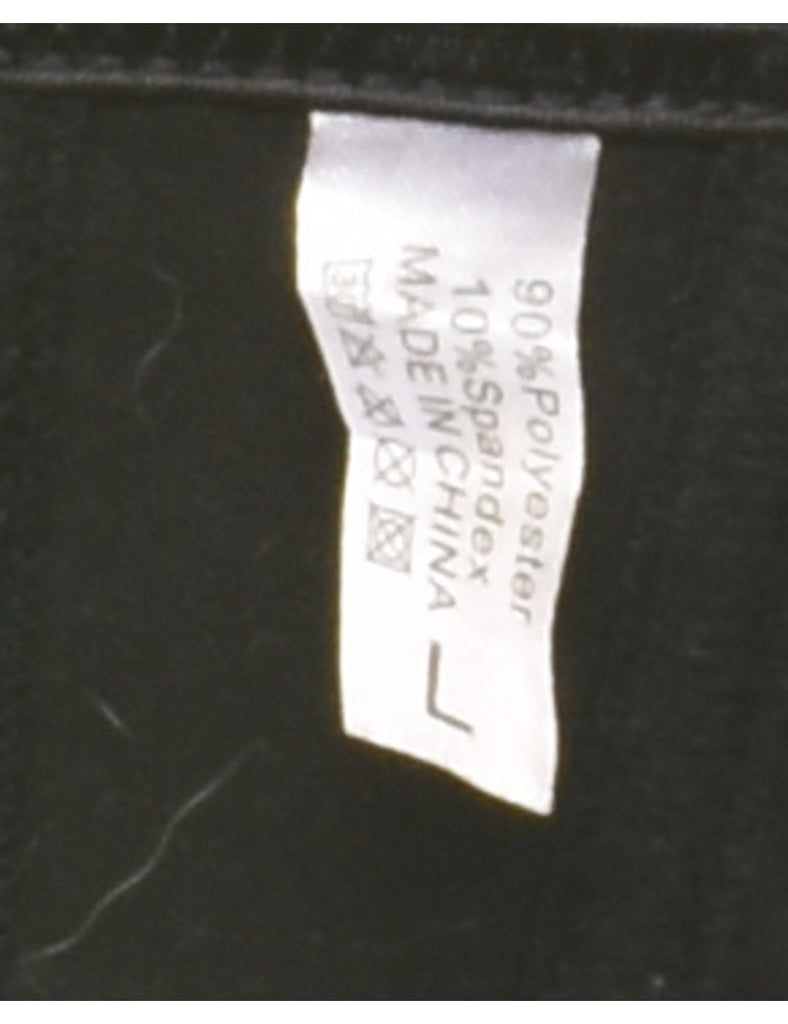 90%Polyester
10%Spandex
MADE IN CHINA
L